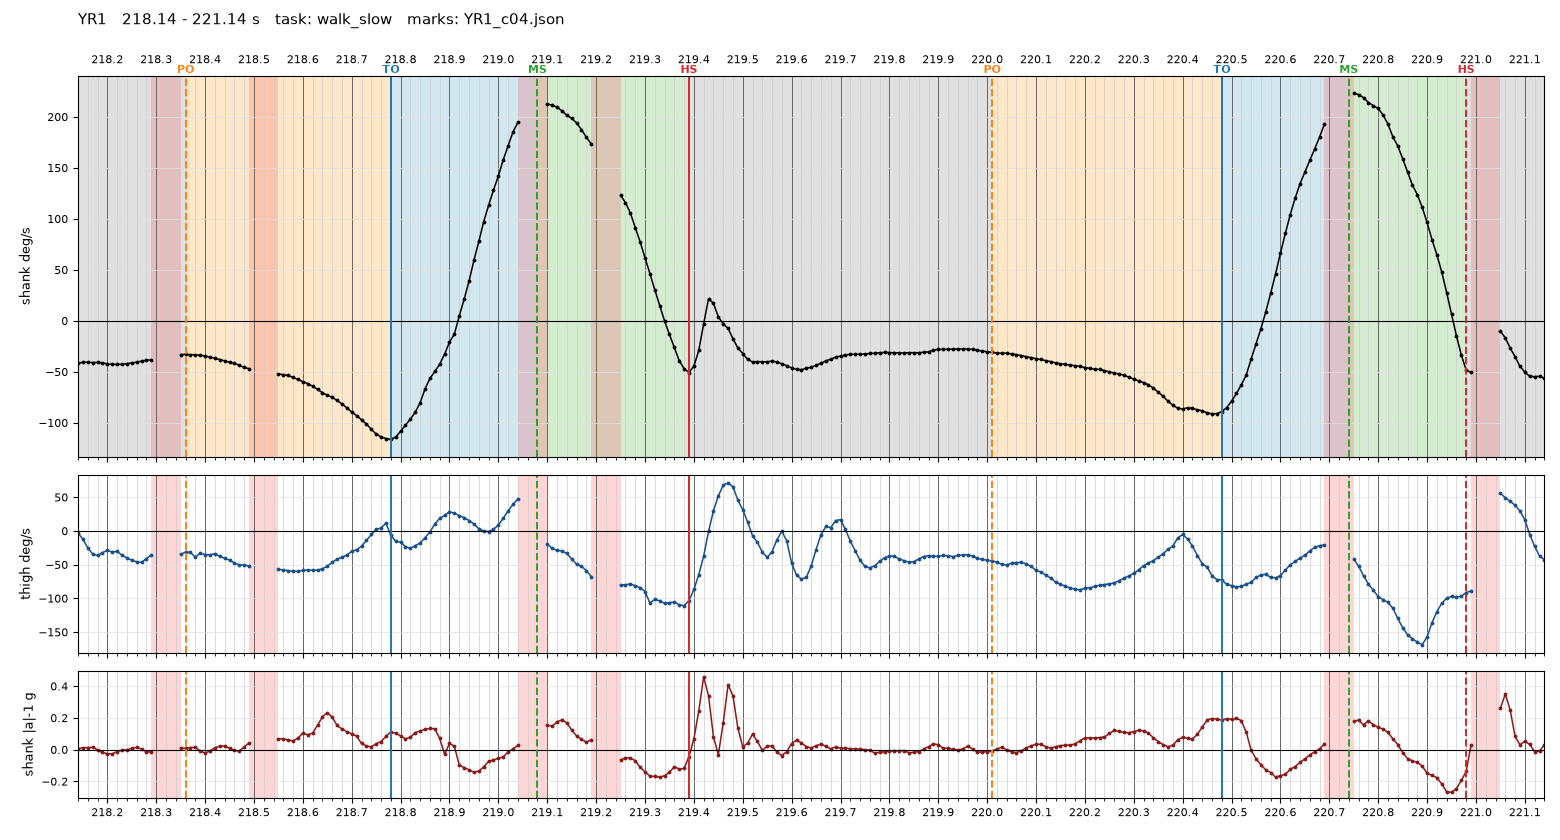 YR1   218.14 - 221.14 s   task: walk_slow   marks: YR1_c04.json
218.2 218.3 218.4 218.5 218.6 218.7 218.8 218.9 219.0 219.1 219.2 219.3 219.4 219.5 219.6 219.7 219.8 219.9 220.0 220.1 220.2 220.3 220.4 220.5 220.6 220.7 220.8 220.9 221.0 221.1
PO TO MS HS PO TO MS HS
shank deg/s
200
150
100
50
0
−50
−100
thigh deg/s
50
0
−50
−100
−150
shank |a|-1 g
0.4
0.2
0.0
−0.2
218.2 218.3 218.4 218.5 218.6 218.7 218.8 218.9 219.0 219.1 219.2 219.3 219.4 219.5 219.6 219.7 219.8 219.9 220.0 220.1 220.2 220.3 220.4 220.5 220.6 220.7 220.8 220.9 221.0 221.1